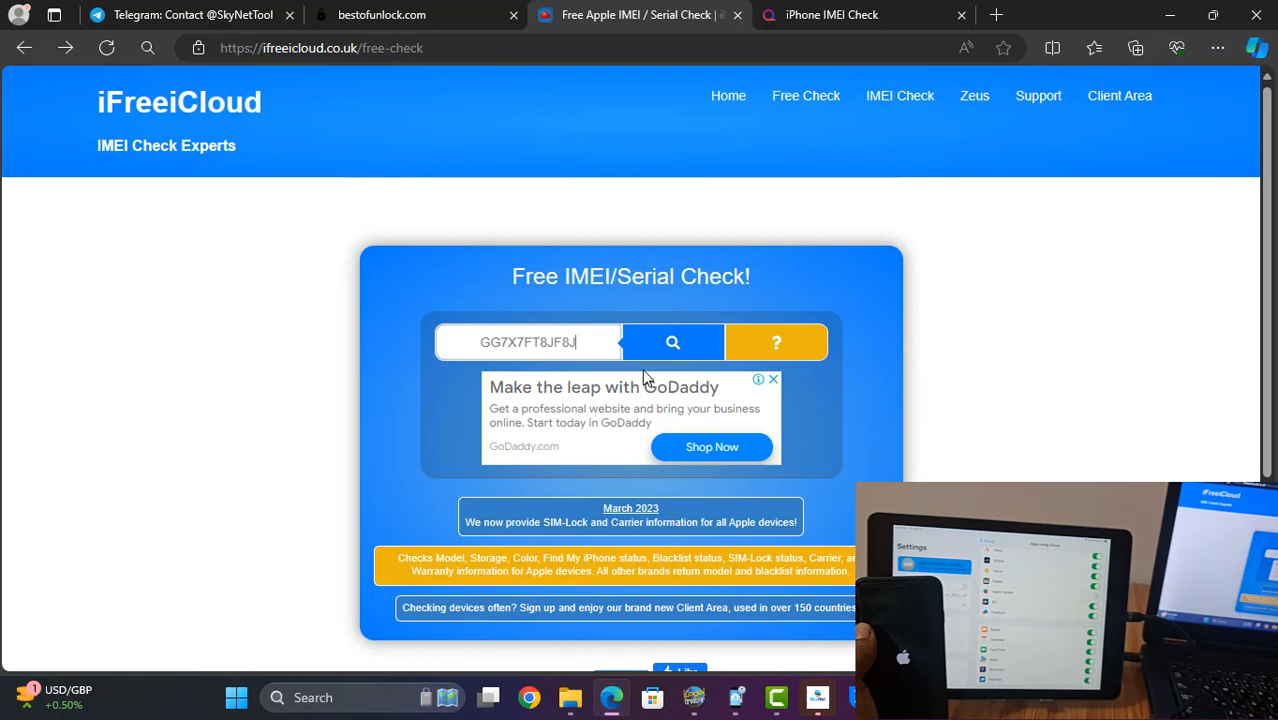 Telegram: Contact @SkyNetTool
bestofunlock.com
Free Apple IMEI / Serial Check | i
iPhone IMEI Check
https://ifreeicloud.co.uk/free-check
iFreeiCloud
IMEI Check Experts
Home
Free Check
IMEI Check
Zeus
Support
Client Area
Free IMEI/Serial Check!
GG7X7FT8JF8J
?
Make the leap with GoDaddy
Get a professional website and bring your business
online. Start today in GoDaddy
GoDaddy.com
Shop Now
March 2023
We now provide SIM-Lock and Carrier information for all Apple devices!
Checks Model, Storage, Color, Find My iPhone status, Blacklist status, SIM-Lock status, Carrier, an
Warranty information for Apple devices. All other brands return model and blacklist information.
Checking devices often? Sign up and enjoy our brand new Client Area, used in over 150 countries
Like
Settings
iFreeiCloud
1
USD/GBP
+0.50%
Search
SkyNet